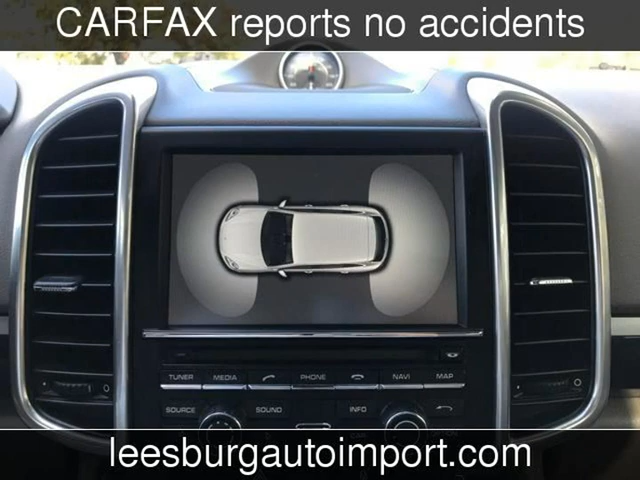 CARFAX reports no accidents
TUNER MEDIA PHONE NAVI MAP
SOURCE SOUND INFO
leesburgautoimport.com